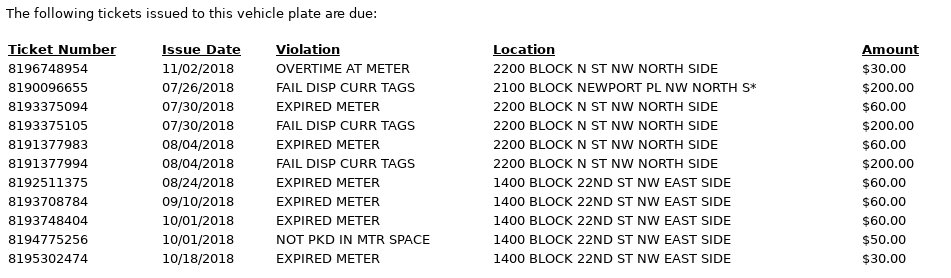 The following tickets issued to this vehicle plate are due:
Ticket Number Issue Date Violation Location Amount
8196748954 11/02/2018 OVERTIME AT METER 2200 BLOCK N ST NW NORTH SIDE $30.00
8190096655 07/26/2018 FAIL DISP CURR TAGS 2100 BLOCK NEWPORT PL NW NORTH S* $200.00
8193375094 07/30/2018 EXPIRED METER 2200 BLOCK N ST NW NORTH SIDE $60.00
8193375105 07/30/2018 FAIL DISP CURR TAGS 2200 BLOCK N ST NW NORTH SIDE $200.00
8191377983 08/04/2018 EXPIRED METER 2200 BLOCK N ST NW NORTH SIDE $60.00
8191377994 08/04/2018 FAIL DISP CURR TAGS 2200 BLOCK N ST NW NORTH SIDE $200.00
8192511375 08/24/2018 EXPIRED METER 1400 BLOCK 22ND ST NW EAST SIDE $60.00
8193708784 09/10/2018 EXPIRED METER 1400 BLOCK 22ND ST NW EAST SIDE $60.00
8193748404 10/01/2018 EXPIRED METER 1400 BLOCK 22ND ST NW EAST SIDE $60.00
8194775256 10/01/2018 NOT PKD IN MTR SPACE 1400 BLOCK 22ND ST NW EAST SIDE $50.00
8195302474 10/18/2018 EXPIRED METER 1400 BLOCK 22ND ST NW EAST SIDE $30.00